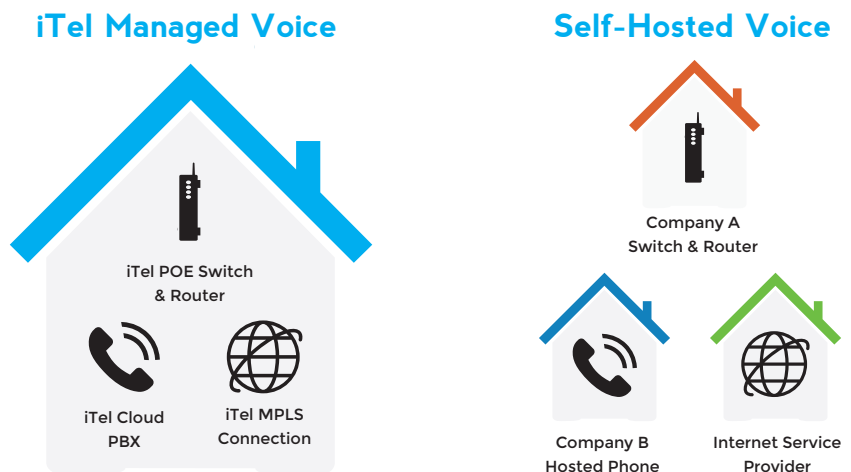 iTel Managed Voice
Self-Hosted Voice
iTel POE Switch
& Router
iTel Cloud
PBX
iTel MPLS
Connection
Company A
Switch & Router
Company B
Hosted Phone
Internet Service
Provider